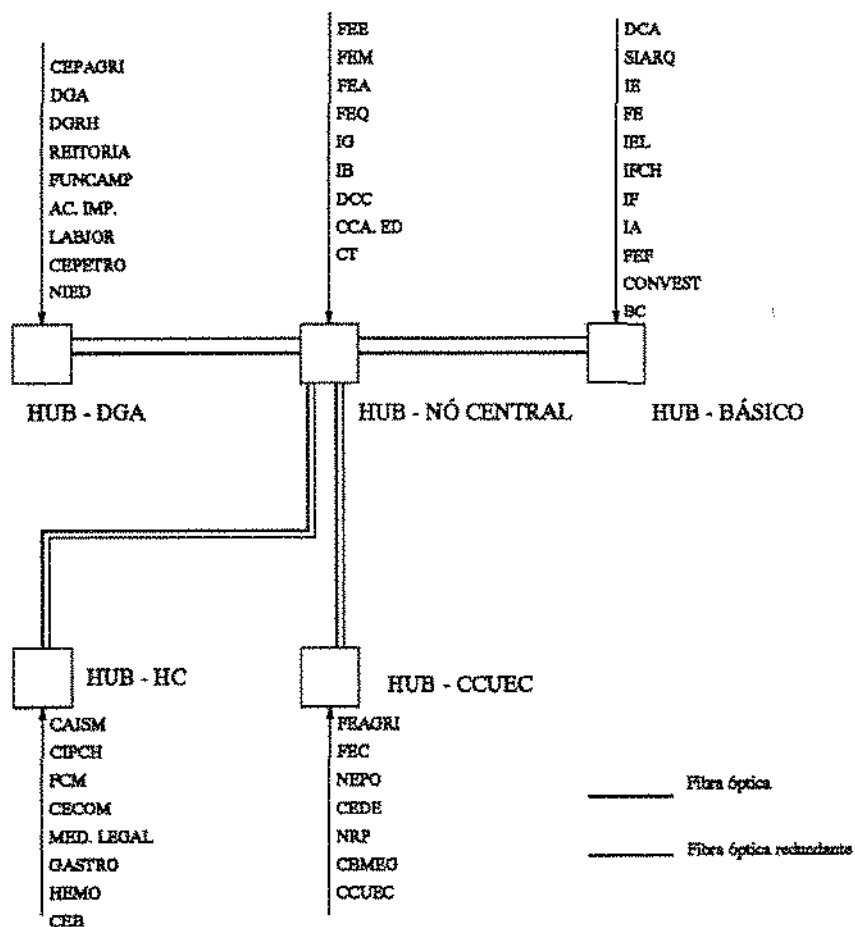 CEPAGRI
DGA
DGRH
REITORIA
FUNCAMP
AC. IMP.
LABJOR
CEPETRO
NIED
FEE
FEM
FEA
FEQ
IG
IB
DCC
CCA. ED
CT
DCA
SIARQ
IE
FE
IEL
IFCH
IF
IA
FEF
CONVEST
BC
HUB - DGA
HUB - NÓ CENTRAL
HUB - BÁSICO
HUB - HC
HUB - CCUEC
CAISM
CIPCH
FCM
CECOM
MED. LEGAL
GASTRO
HEMO
CEB
FEAGRI
FEC
NEPO
CEDE
NRP
CBMEG
CCUEC
Fibra óptica
Fibra óptica redundante